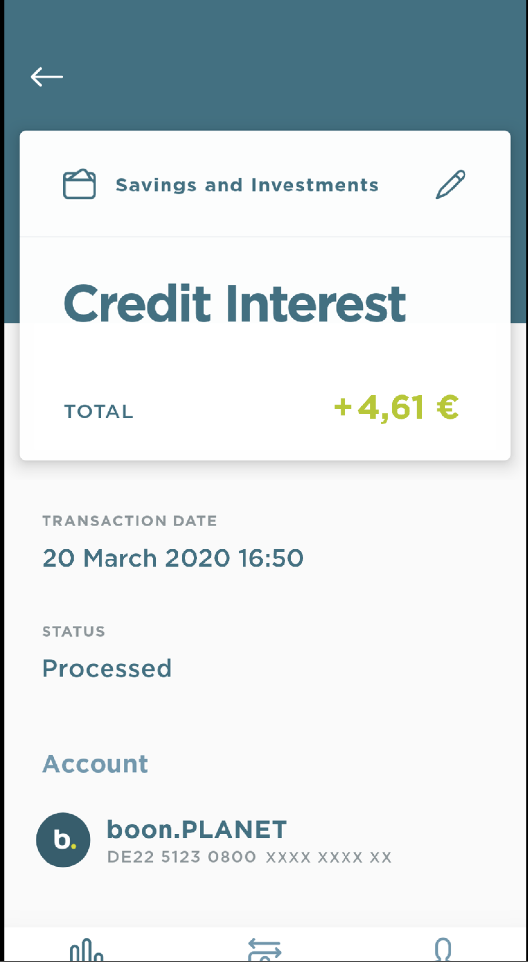 Savings and Investments
Credit Interest
TOTAL +4,61 €
TRANSACTION DATE
20 March 2020 16:50
STATUS
Processed
Account
b.
boon.PLANET
DE22 5123 0800 XXXX XXXX XX